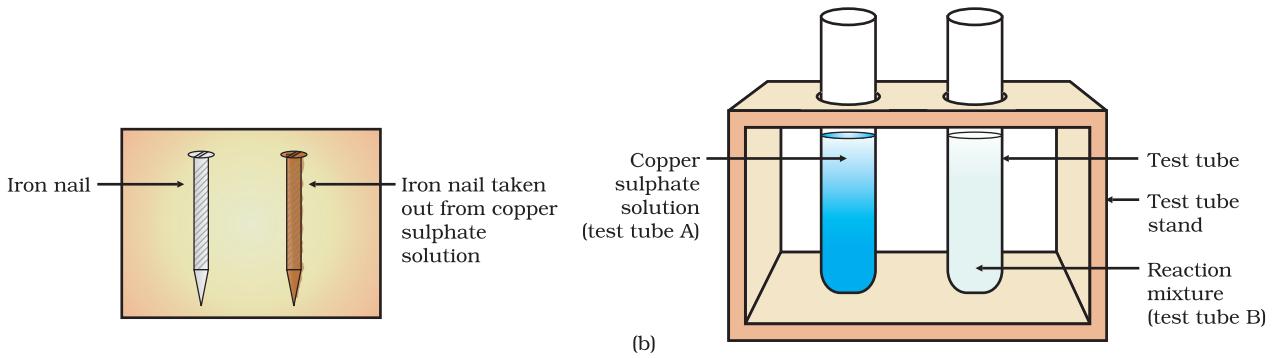 Iron nail
Iron nail taken
out from copper
sulphate
solution
Copper
sulphate
solution
(test tube A)
Test tube
Test tube
stand
Reaction
mixture
(test tube B)
(b)